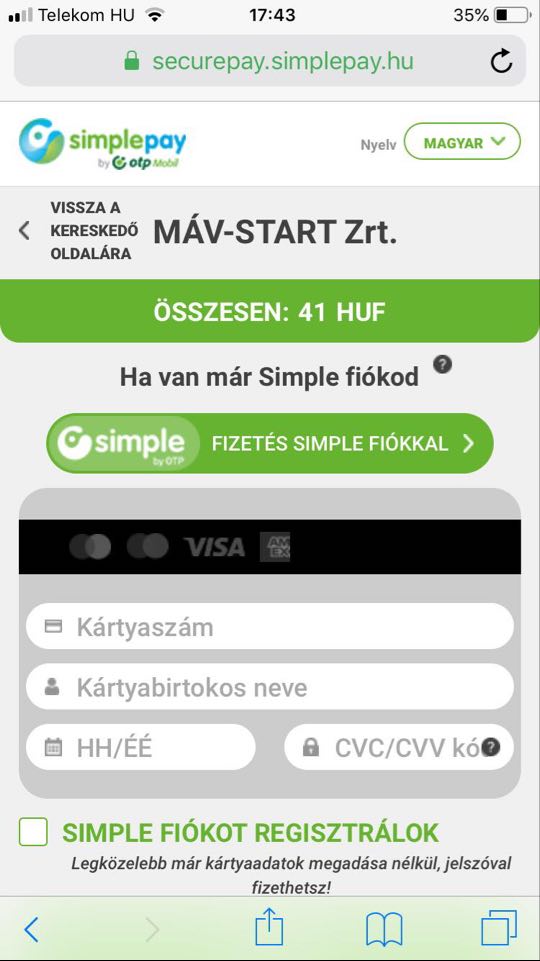 Telekom HU 17:43 35%
securepay.simplepay.hu
simplepay
by otp Mobil
Nyelv MAGYAR
VISSZA A
KERESKEDŐ
OLDALÁRA
MÁV-START Zrt.
ÖSSZESEN: 41 HUF
Ha van már Simple fiókod ?
simple
by OTP
FIZETÉS SIMPLE FIÓKKAL
VISA AMEX
Kártyaszám
Kártyabirtokos neve
HH/ÉÉ CVC/CVV kó ?
SIMPLE FIÓKOT REGISZTRÁLOK
Legközelebb már kártyaadatok megadása nélkül, jelszóval
fizethetsz!